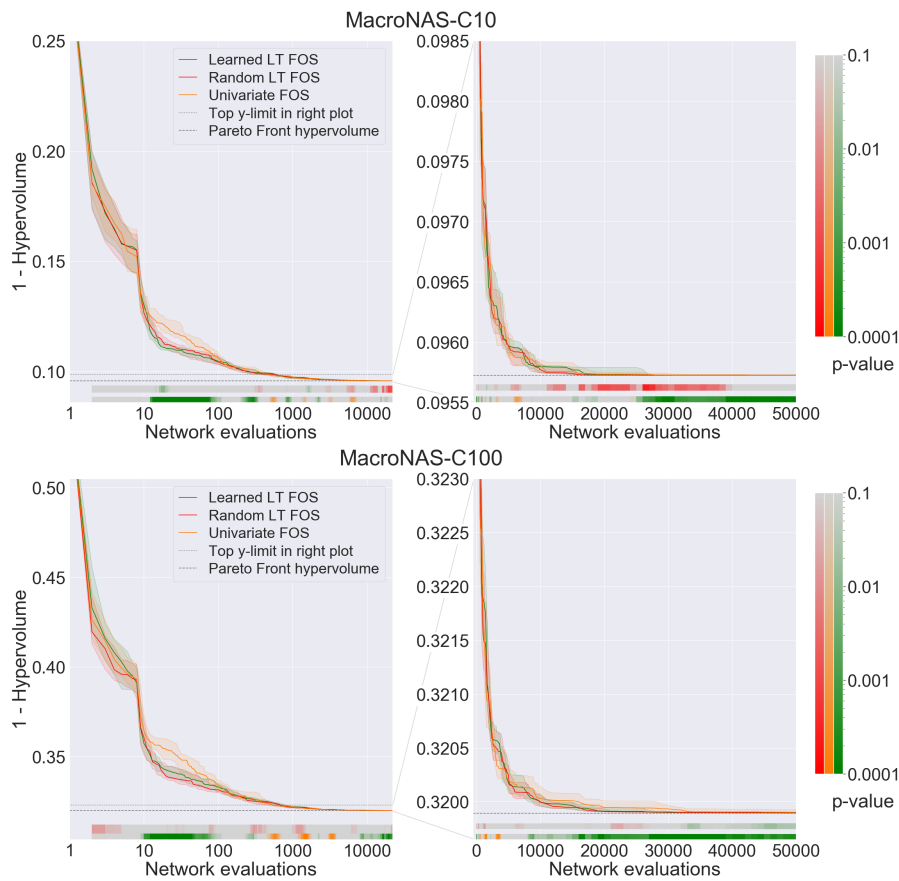 MacroNAS-C10
1 - Hypervolume
0.25
0.20
0.15
0.10
Learned LT FOS
Random LT FOS
Univariate FOS
Top y-limit in right plot
Pareto Front hypervolume
1
10
100
1000
10000
Network evaluations
0.0985
0.0980
0.0975
0.0970
0.0965
0.0960
0.0955
0
10000
20000
30000
40000
50000
Network evaluations
0.1
0.01
0.001
0.0001
p-value
MacroNAS-C100
1 - Hypervolume
0.50
0.45
0.40
0.35
Learned LT FOS
Random LT FOS
Univariate FOS
Top y-limit in right plot
Pareto Front hypervolume
1
10
100
1000
10000
Network evaluations
0.3230
0.3225
0.3220
0.3215
0.3210
0.3205
0.3200
0
10000
20000
30000
40000
50000
Network evaluations
0.1
0.01
0.001
0.0001
p-value